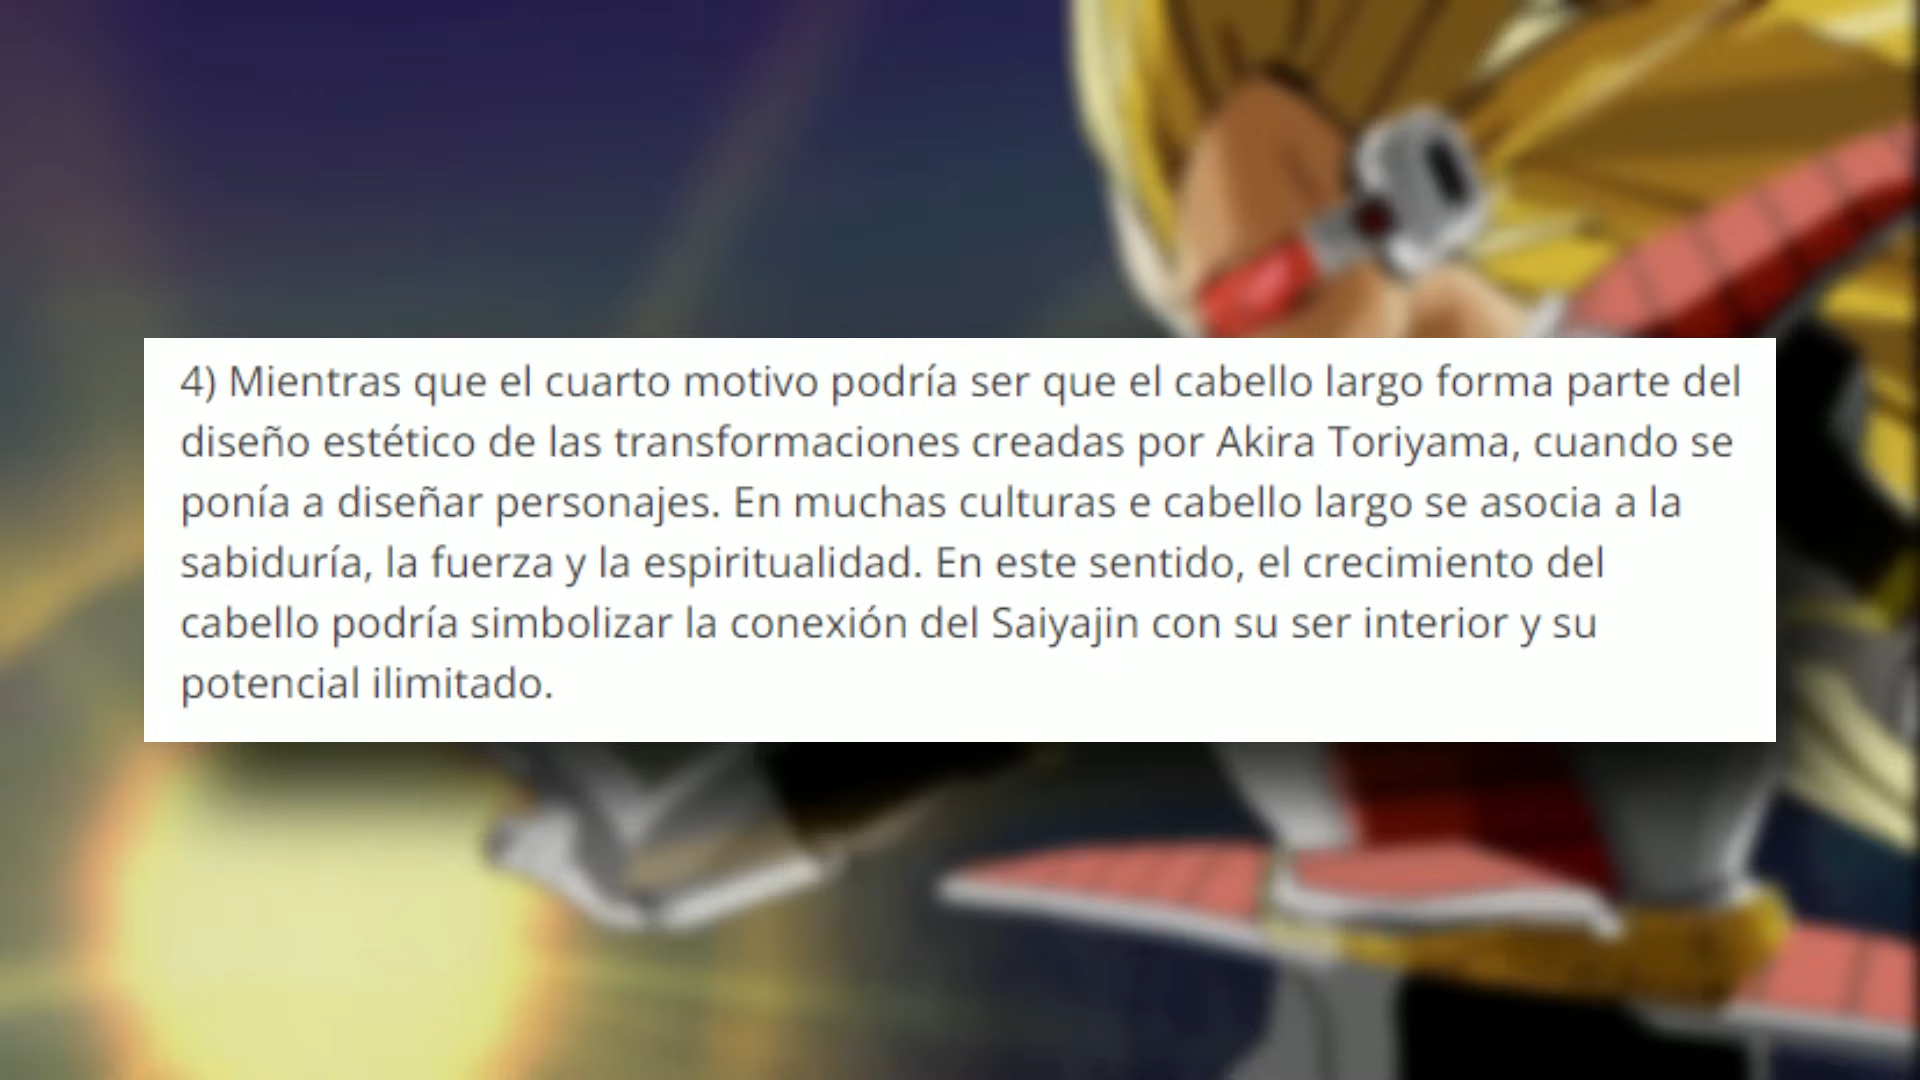 4) Mientras que el cuarto motivo podría ser que el cabello largo forma parte del
diseño estético de las transformaciones creadas por Akira Toriyama, cuando se
ponía a diseñar personajes. En muchas culturas e cabello largo se asocia a la
sabiduría, la fuerza y la espiritualidad. En este sentido, el crecimiento del
cabello podría simbolizar la conexión del Saiyajin con su ser interior y su
potencial ilimitado.